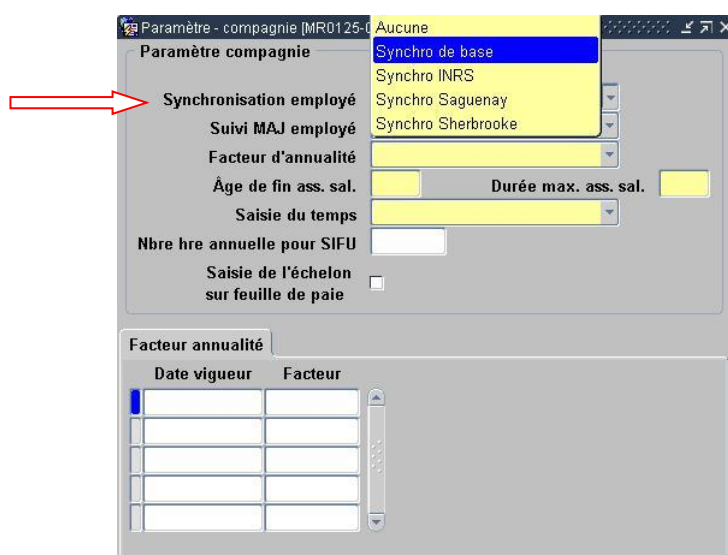 Paramètre - compagnie [MR0125-
Aucune
Paramètre compagnie
Synchro de base
Synchro INRS
Synchronisation employé
Synchro Saguenay
Suivi MAJ employé
Synchro Sherbrooke
Facteur d'annualité
Âge de fin ass. sal.
Durée max. ass. sal.
Saisie du temps
Nbre hre annuelle pour SIFU
Saisie de l'échelon
sur feuille de paie
Facteur annualité
Date vigueur Facteur